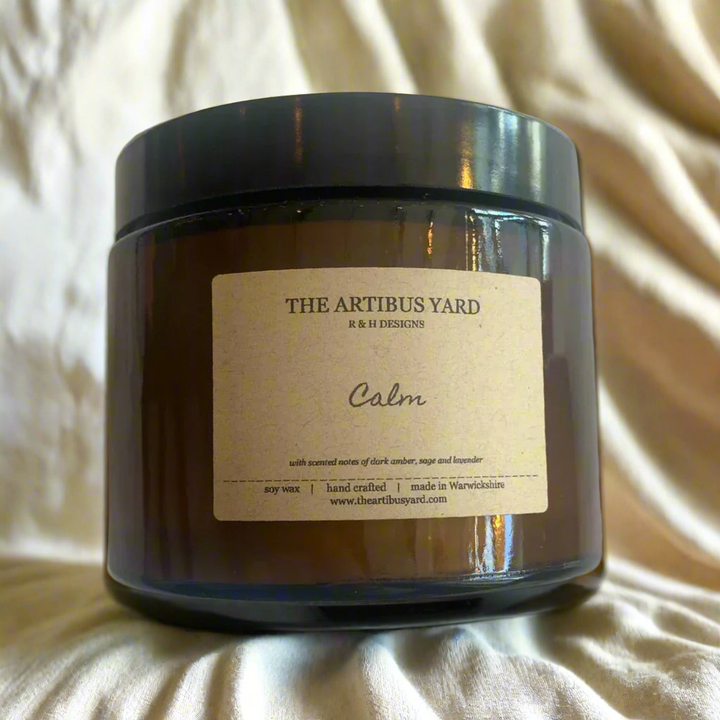 THE ARTIBUS YARD
R & H DESIGNS
Calm
with scented notes of dark amber, sage and lavender
soy wax | hand crafted | made in Warwickshire
www.theartibusyard.com